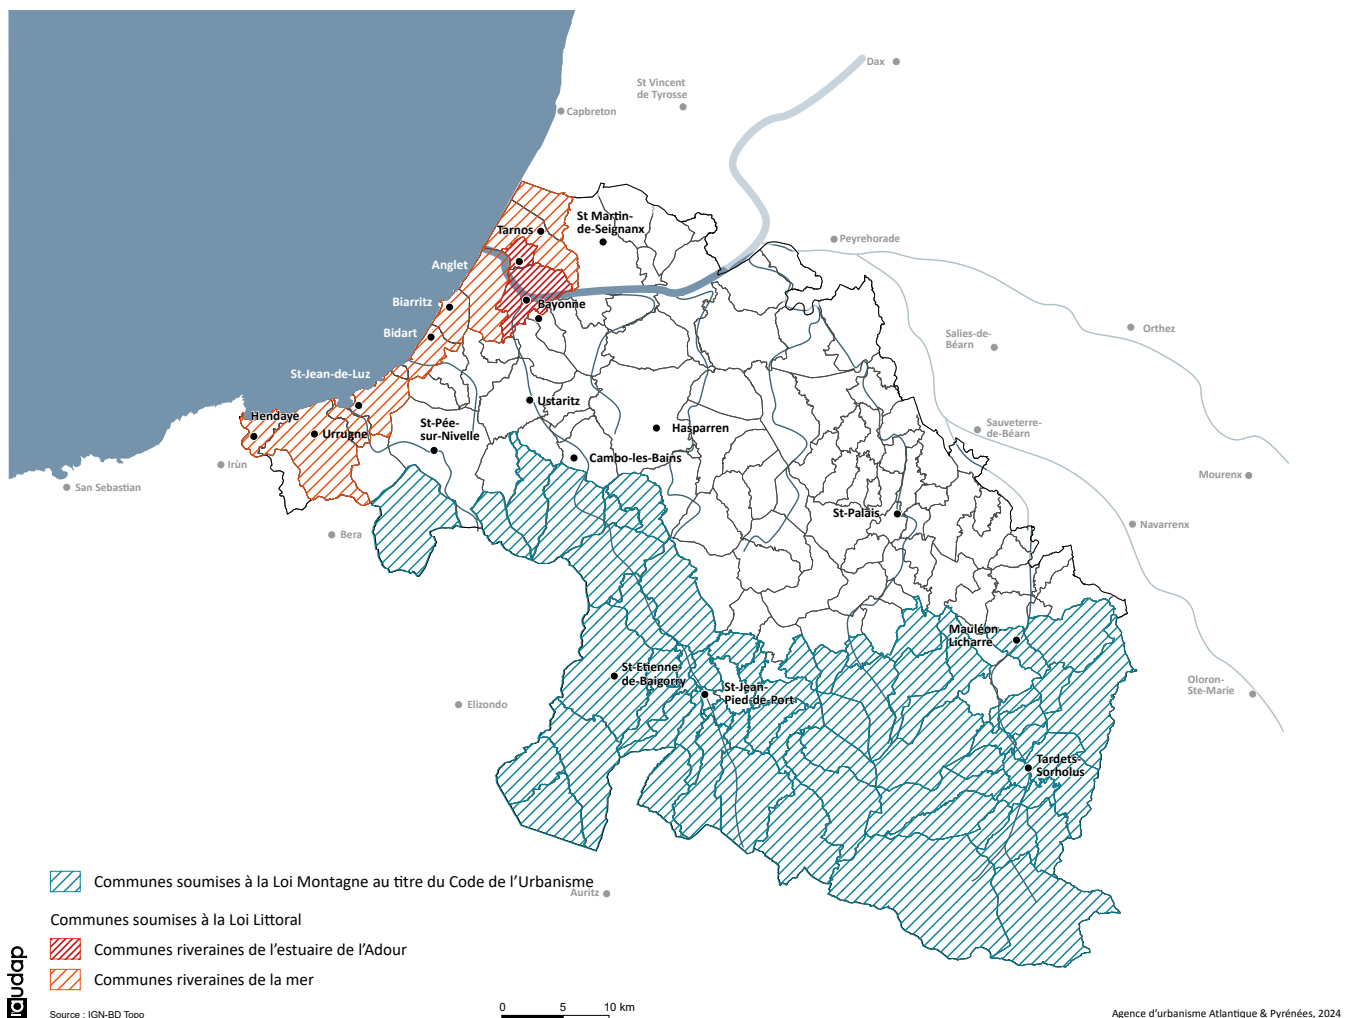 Dax
St Vincent
de Tyrosse
Capbreton
St Martin-
de-Seignanx
Tarnos
Peyrehorade
Anglet
Biarritz
Bayonne
Bidart
Orthez
Salies-de-
Béarn
St-Jean-de-Luz
Ustaritz
Hendaye
Urrugne
St-Pée-
sur-Nivelle
Hasparren
Sauveterre-
de-Béarn
Cambo-les-Bains
Irùn
San Sebastian
Mourenx
St-Palais
Navarrenx
Bera
Mauléon-
Licharre
St-Etienne-
de-Baigorry
St-Jean-
Pied-de-Port
Oloron-
Ste-Marie
Elizondo
Tardets-
Sorholus
Communes soumises à la Loi Montagne au titre du Code de l'Urbanisme
Auritz
Communes soumises à la Loi Littoral
Communes riveraines de l'estuaire de l'Adour
Communes riveraines de la mer
audap
0 5 10 km
Source : IGN-BD Topo
Agence d'urbanisme Atlantique & Pyrénées, 2024